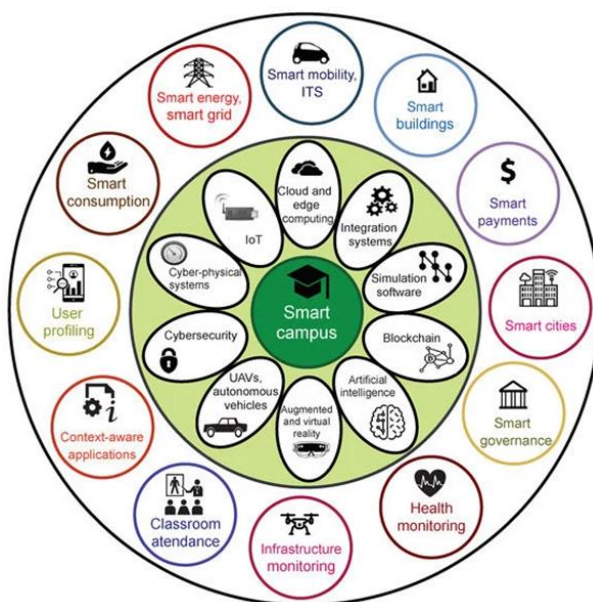 Smart mobility,
ITS
Smart
buildings
Smart
payments
Smart cities
Smart
governance
Health
monitoring
Infrastructure
monitoring
Classroom
atendance
Context-aware
applications
User
profiling
Smart
consumption
Smart energy,
smart grid
Cloud and
edge
computing
Integration
systems
Simulation
software
Blockchain
Artificial
intelligence
Augmented
and virtual
reality
UAVs,
autonomous
vehicles
Cybersecurity
Cyber-physical
systems
IoT
Smart
campus